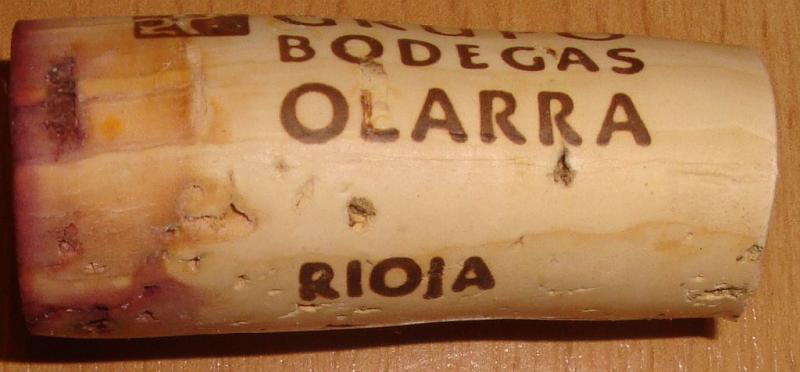 GRUPO
BODEGAS
OLARRA
RIOJA